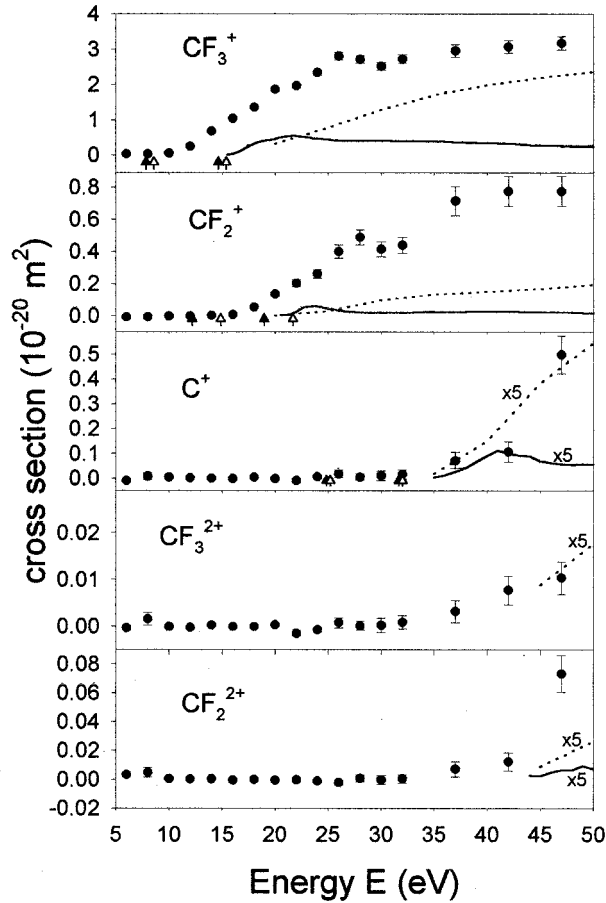 4
3
2
1
0
CF₃⁺
0.8
0.6
0.4
0.2
0.0
CF₂⁺
0.5
0.4
0.3
0.2
0.1
0.0
C⁺
x5
x5
0.02
0.01
0.00
CF₃²⁺
x5
0.08
0.06
0.04
0.02
0.00
-0.02
CF₂²⁺
x5
x5
cross section (10⁻²⁰ m²)
5 10 15 20 25 30 35 40 45 50
Energy E (eV)